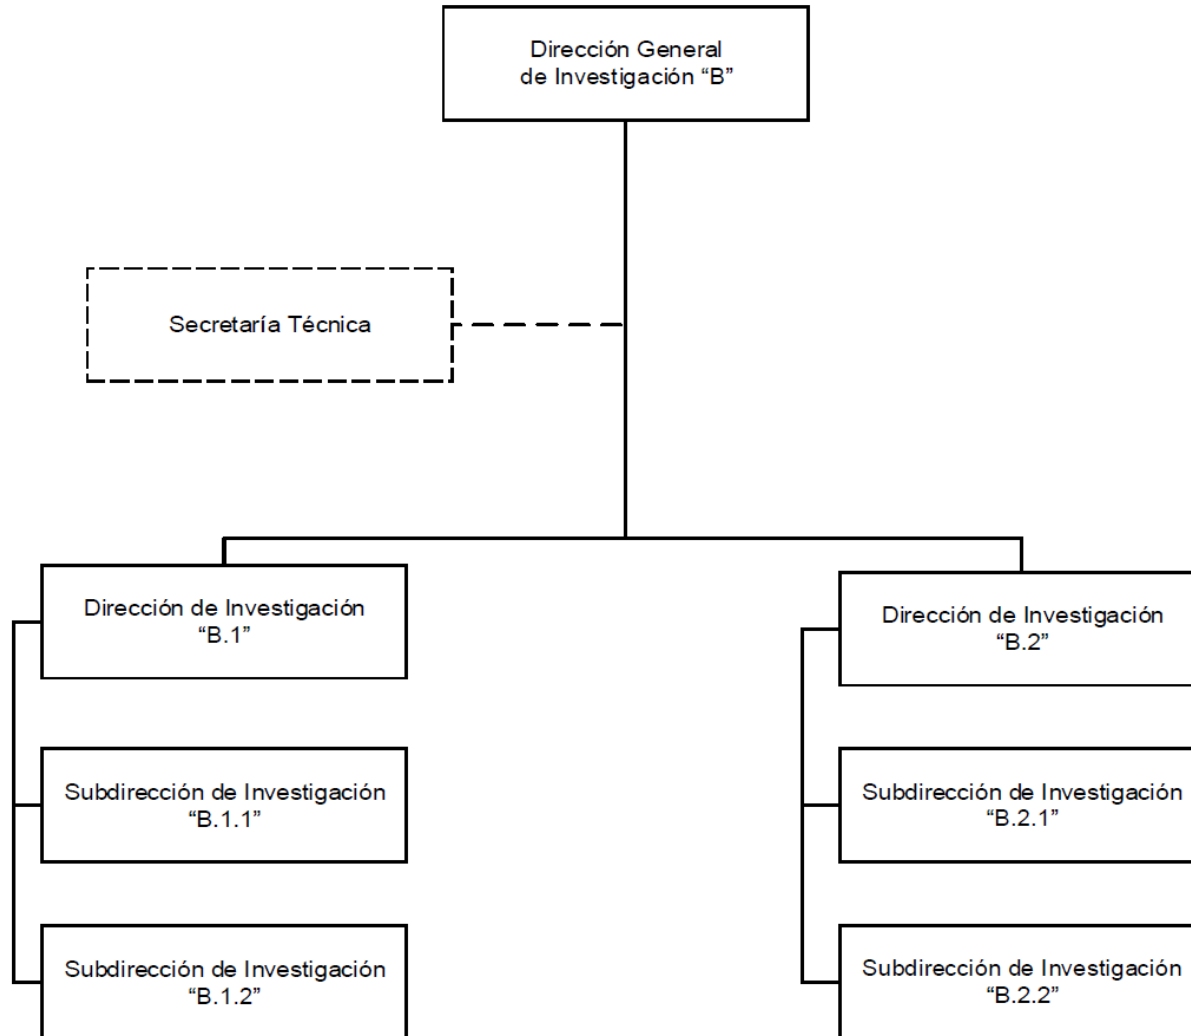 Dirección General
de Investigación “B”
Secretaría Técnica
Dirección de Investigación
“B.1”
Dirección de Investigación
“B.2”
Subdirección de Investigación
“B.1.1”
Subdirección de Investigación
“B.2.1”
Subdirección de Investigación
“B.1.2”
Subdirección de Investigación
“B.2.2”